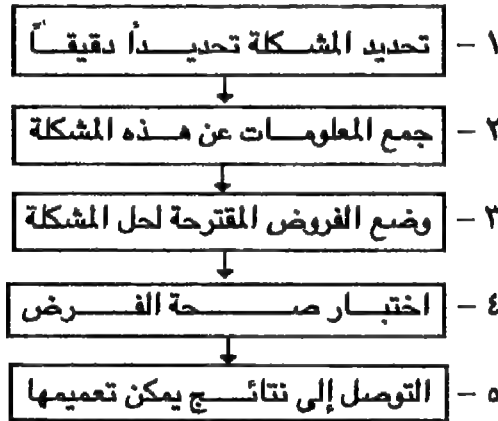 ١ - تحديد المشكلة تحديداً دقيقاً
٢ - جمع المعلومات عن هذه المشكلة
٣ - وضع الفروض المقترحة لحل المشكلة
٤ - اختبار صحة الفرض
٥ - التوصل إلى نتائج يمكن تعميمها